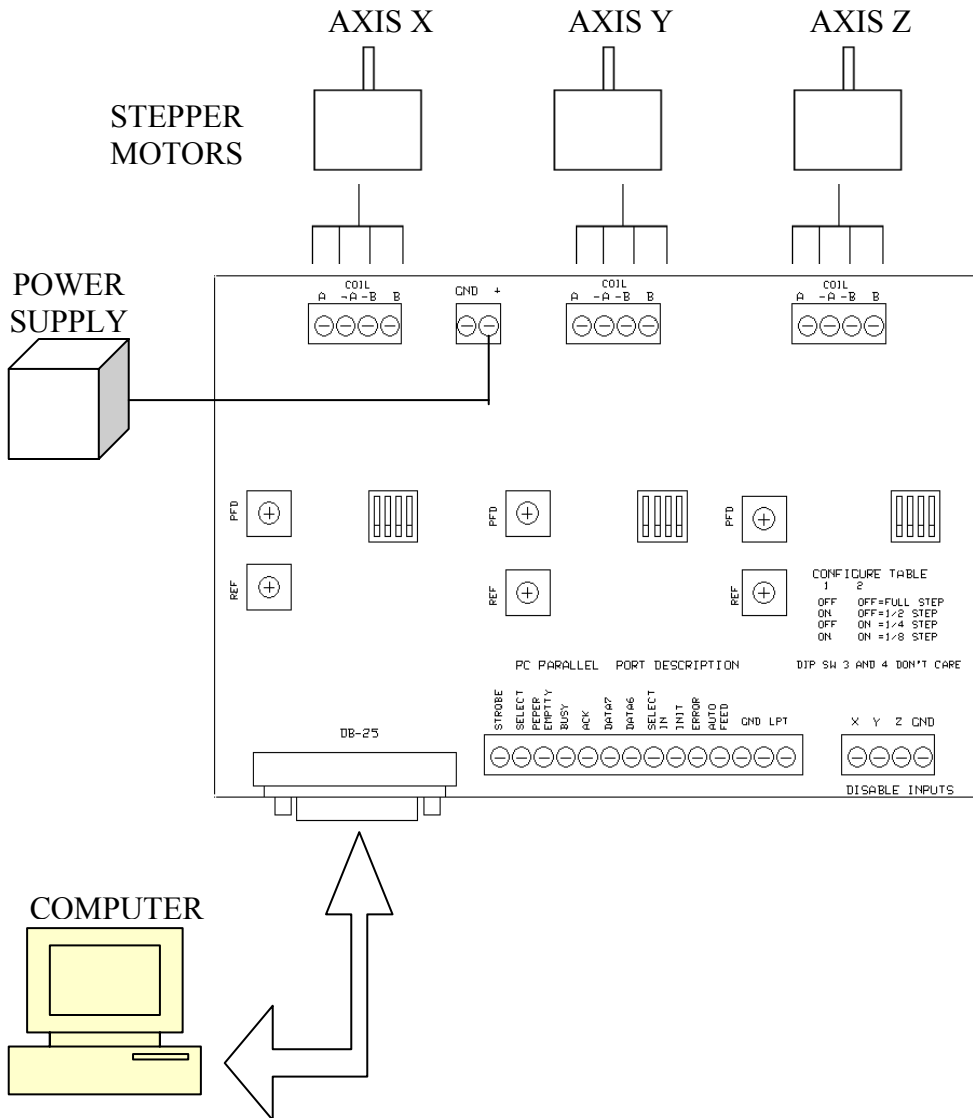 AXIS X
AXIS Y
AXIS Z
STEPPER
MOTORS
POWER
SUPPLY
COIL
A -A -B B
GND +
COIL
A -A -B B
COIL
A -A -B B
PFD
PFD
PFD
REF
REF
REF
CONFIGURE TABLE
1 2
OFF OFF=FULL STEP
ON OFF=1/2 STEP
OFF ON =1/4 STEP
ON ON =1/8 STEP
PC PARALLEL PORT DESCRIPTION
DIP SW 3 AND 4 DON'T CARE
DB-25
STROBE
SELECT
PEPER
EMPTTY
BUSY
ACK
DATA7
DATA6
SELECT
IN
INIT
ERROR
AUTO
FEED
GND LPT
X Y Z GND
DISABLE INPUTS
COMPUTER